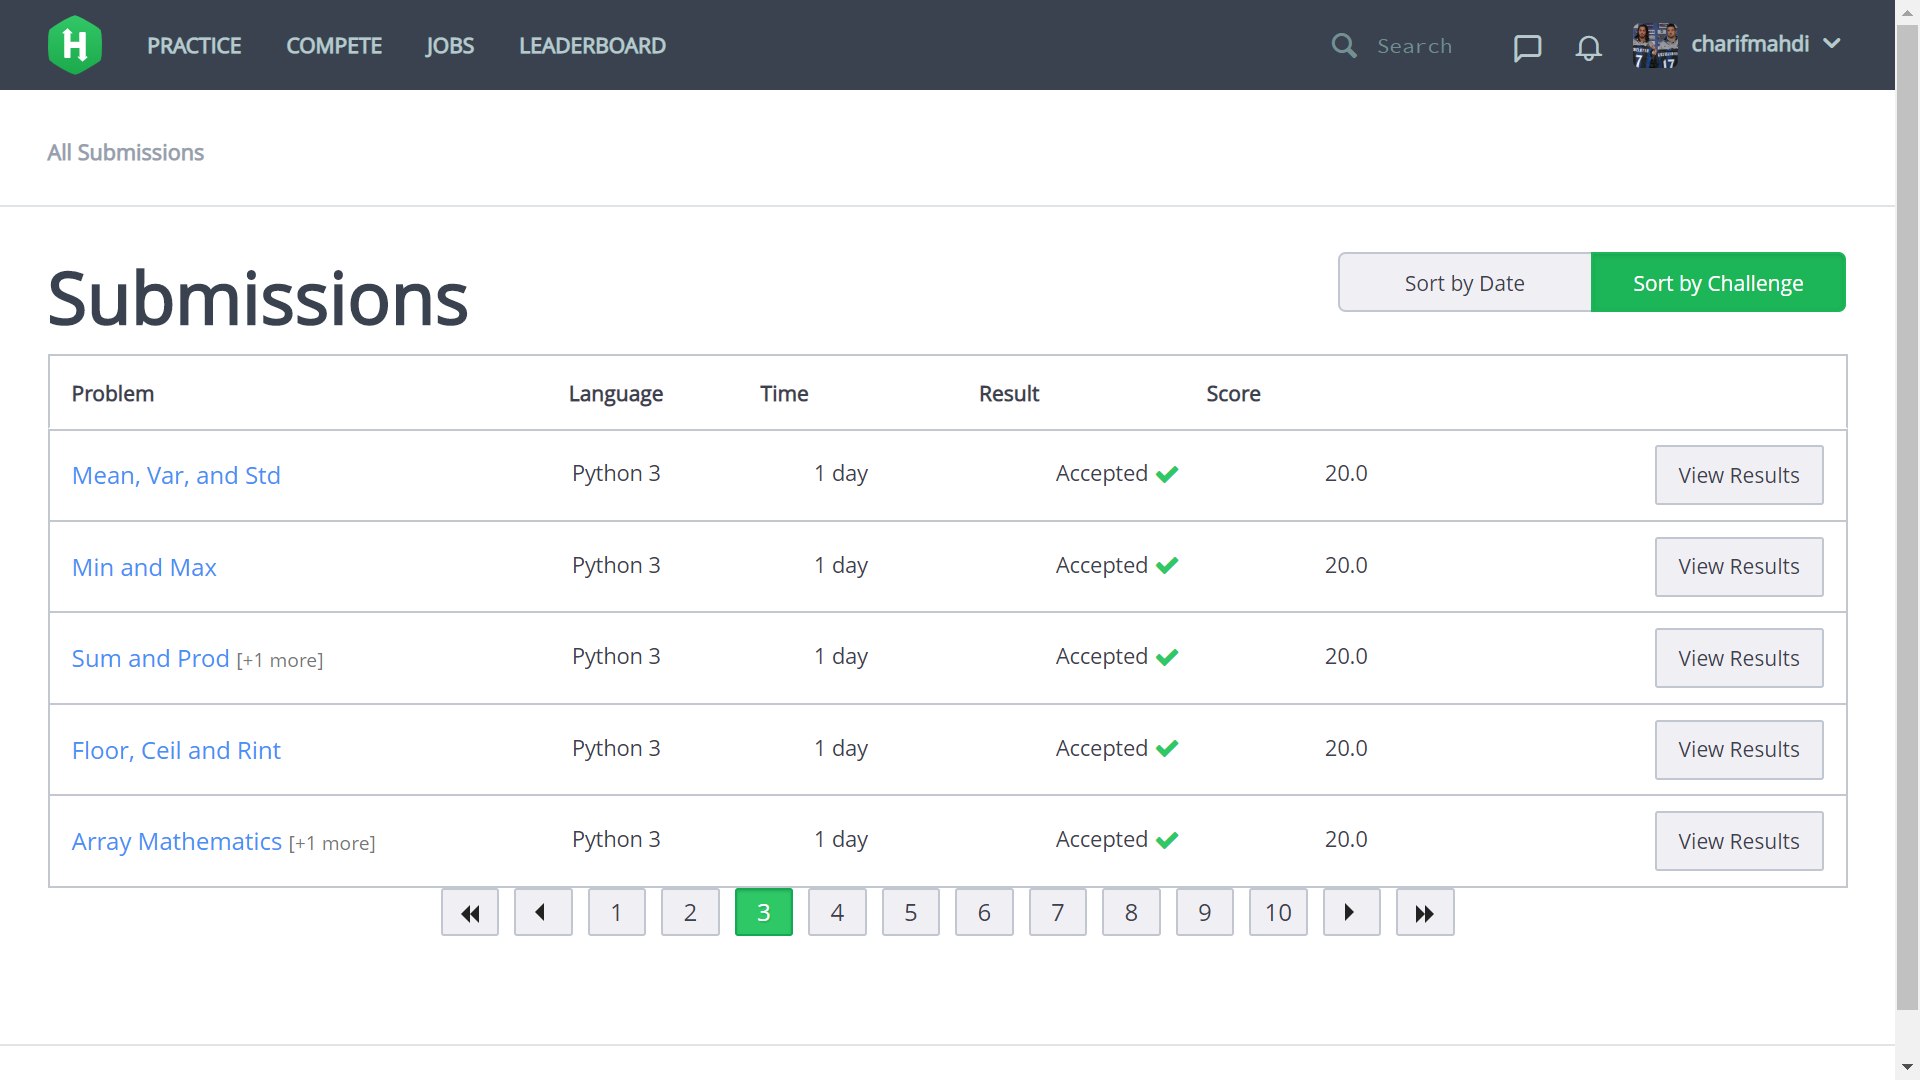 H PRACTICE COMPETE JOBS LEADERBOARD Search 7 17 charifmahdi
All Submissions
Submissions
Sort by Date Sort by Challenge
Problem Language Time Result Score
Mean, Var, and Std Python 3 1 day Accepted 20.0 View Results
Min and Max Python 3 1 day Accepted 20.0 View Results
Sum and Prod [+1 more] Python 3 1 day Accepted 20.0 View Results
Floor, Ceil and Rint Python 3 1 day Accepted 20.0 View Results
Array Mathematics [+1 more] Python 3 1 day Accepted 20.0 View Results
1 2 3 4 5 6 7 8 9 10